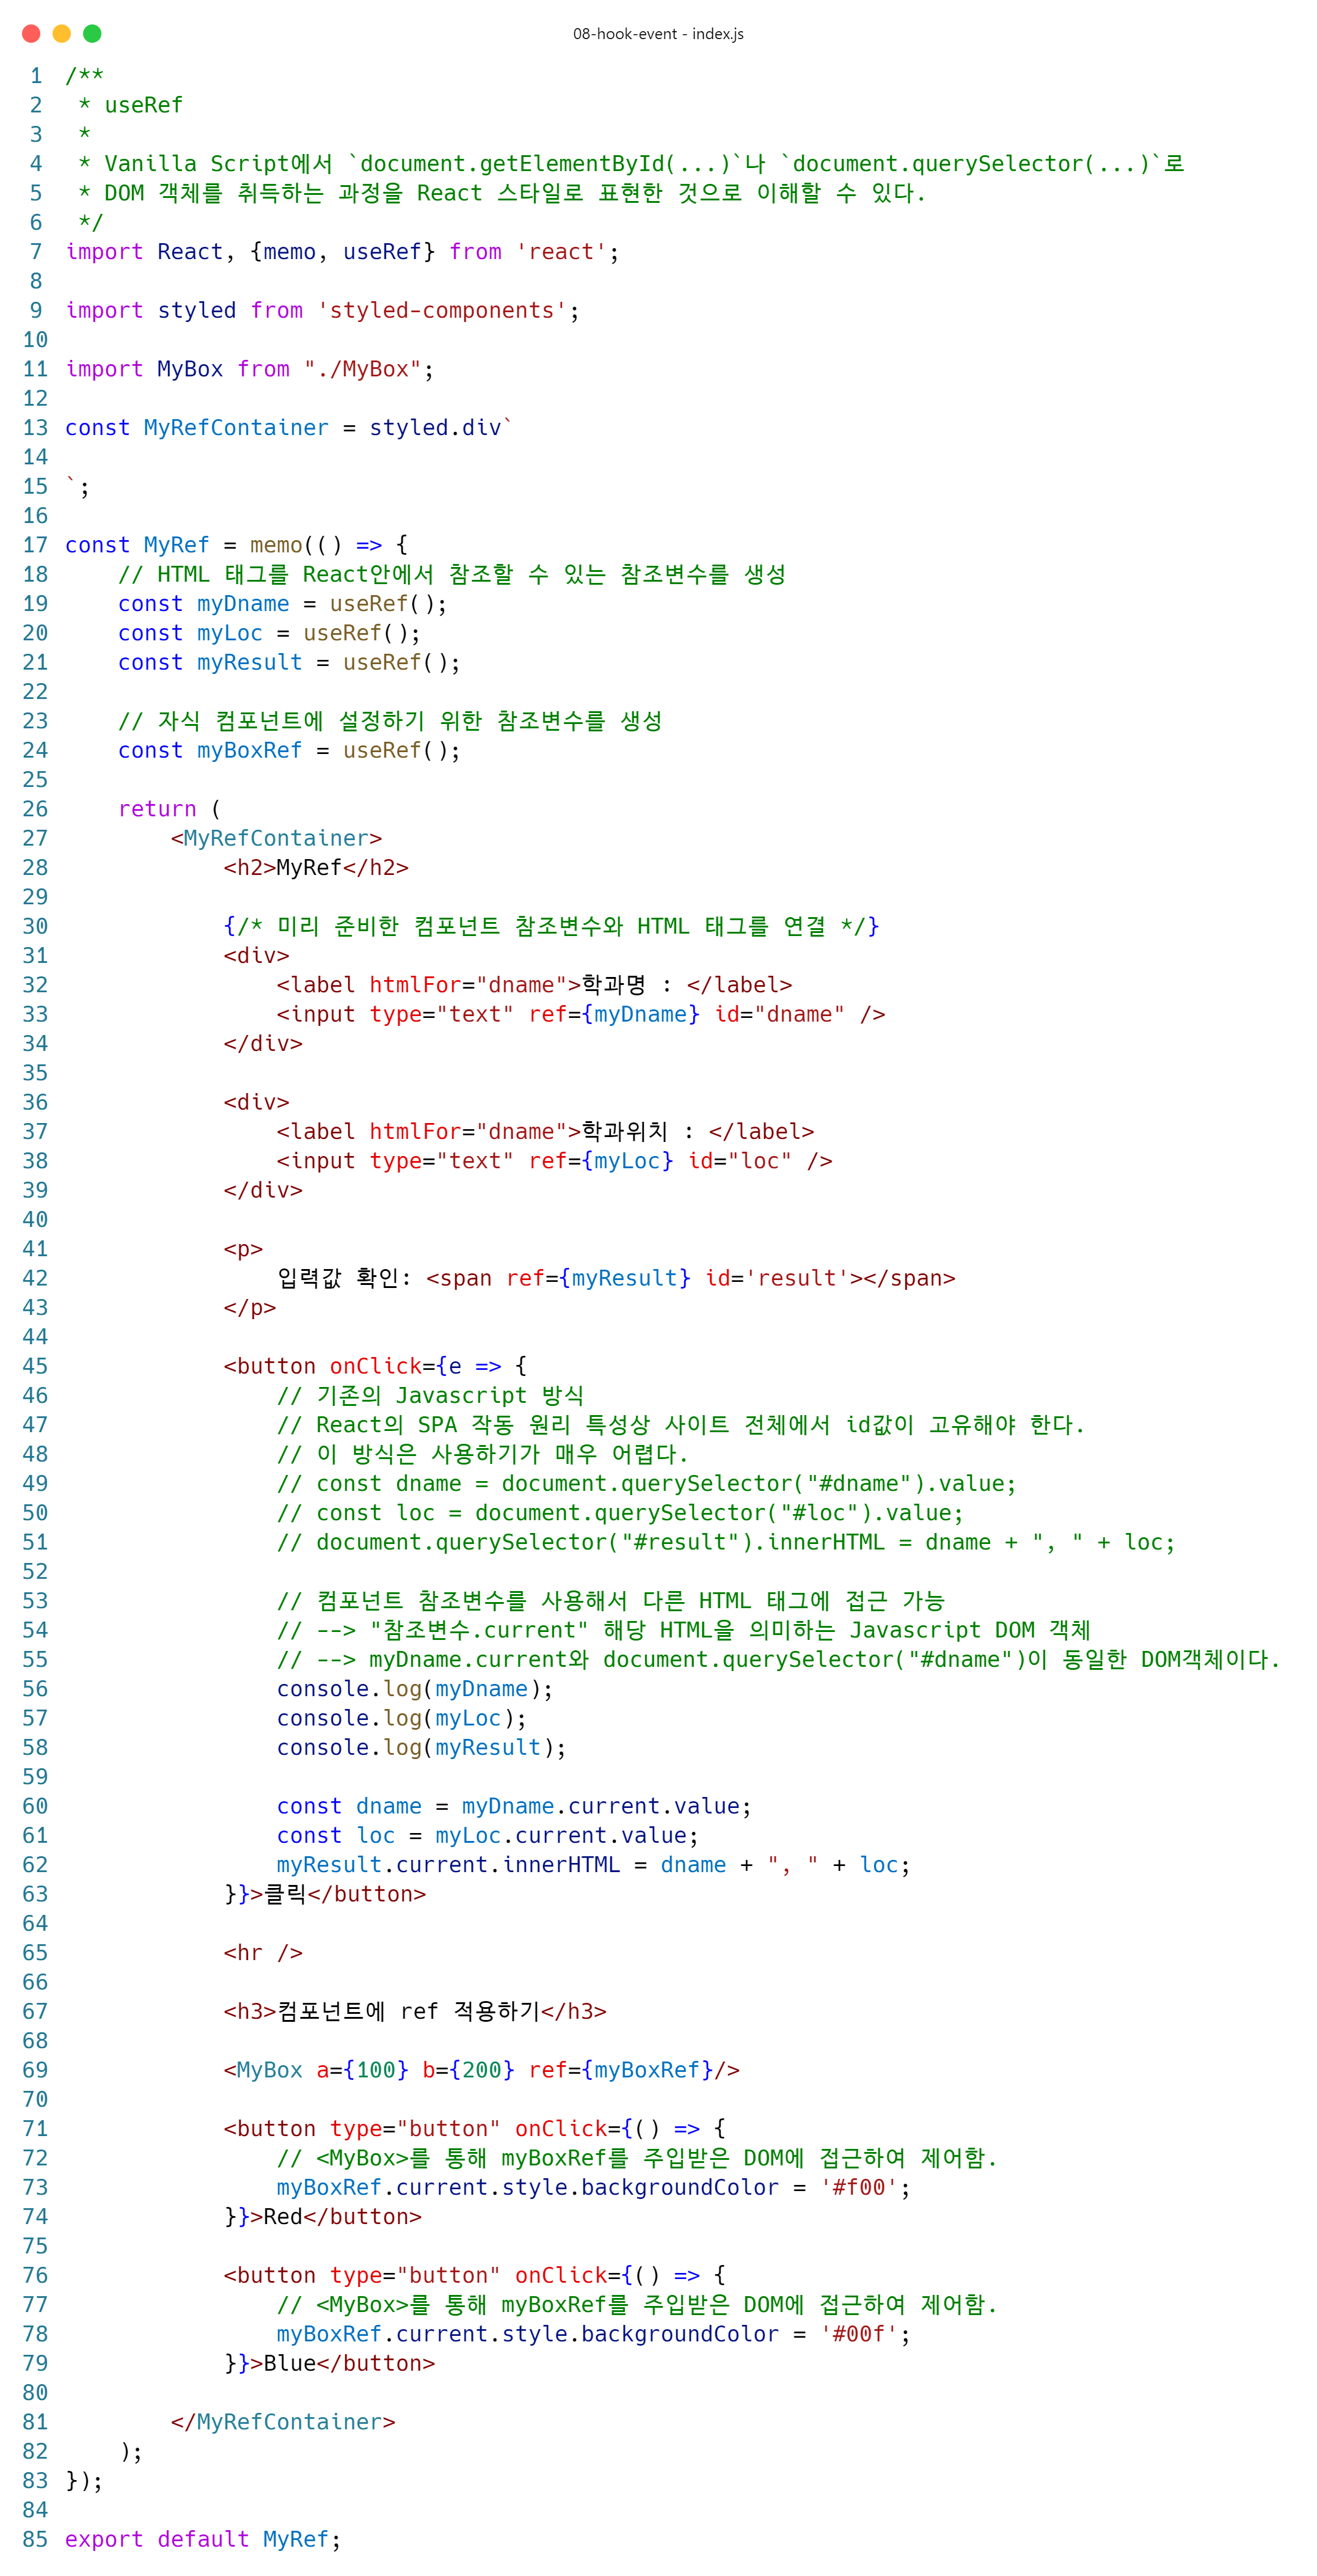 08-hook-event - index.js
1 /**
2  * useRef
3  *
4  * Vanilla Script에서 `document.getElementById(...)`나 `document.querySelector(...)`로
5  * DOM 객체를 취득하는 과정을 React 스타일로 표현한 것으로 이해할 수 있다.
6  */
7 import React, {memo, useRef} from 'react';
8
9 import styled from 'styled-components';
10
11 import MyBox from "./MyBox";
12
13 const MyRefContainer = styled.div`
14
15 `;
16
17 const MyRef = memo(() => {
18     // HTML 태그를 React안에서 참조할 수 있는 참조변수를 생성
19     const myDname = useRef();
20     const myLoc = useRef();
21     const myResult = useRef();
22
23     // 자식 컴포넌트에 설정하기 위한 참조변수를 생성
24     const myBoxRef = useRef();
25
26     return (
27         <MyRefContainer>
28             <h2>MyRef</h2>
29
30             {/* 미리 준비한 컴포넌트 참조변수와 HTML 태그를 연결 */}
31             <div>
32                 <label htmlFor="dname">학과명 : </label>
33                 <input type="text" ref={myDname} id="dname" />
34             </div>
35
36             <div>
37                 <label htmlFor="dname">학과위치 : </label>
38                 <input type="text" ref={myLoc} id="loc" />
39             </div>
40
41             <p>
42                 입력값 확인: <span ref={myResult} id='result'></span>
43             </p>
44
45             <button onClick={e => {
46                 // 기존의 Javascript 방식
47                 // React의 SPA 작동 원리 특성상 사이트 전체에서 id값이 고유해야 한다.
48                 // 이 방식은 사용하기가 매우 어렵다.
49                 // const dname = document.querySelector("#dname").value;
50                 // const loc = document.querySelector("#loc").value;
51                 // document.querySelector("#result").innerHTML = dname + ", " + loc;
52
53                 // 컴포넌트 참조변수를 사용해서 다른 HTML 태그에 접근 가능
54                 // --> "참조변수.current" 해당 HTML을 의미하는 Javascript DOM 객체
55                 // --> myDname.current와 document.querySelector("#dname")이 동일한 DOM객체이다.
56                 console.log(myDname);
57                 console.log(myLoc);
58                 console.log(myResult);
59
60                 const dname = myDname.current.value;
61                 const loc = myLoc.current.value;
62                 myResult.current.innerHTML = dname + ", " + loc;
63             }}>클릭</button>
64
65             <hr />
66
67             <h3>컴포넌트에 ref 적용하기</h3>
68
69             <MyBox a={100} b={200} ref={myBoxRef}/>
70
71             <button type="button" onClick={() => {
72                 // <MyBox>를 통해 myBoxRef를 주입받은 DOM에 접근하여 제어함.
73                 myBoxRef.current.style.backgroundColor = '#f00';
74             }}>Red</button>
75
76             <button type="button" onClick={() => {
77                 // <MyBox>를 통해 myBoxRef를 주입받은 DOM에 접근하여 제어함.
78                 myBoxRef.current.style.backgroundColor = '#00f';
79             }}>Blue</button>
80
81         </MyRefContainer>
82     );
83 });
84
85 export default MyRef;